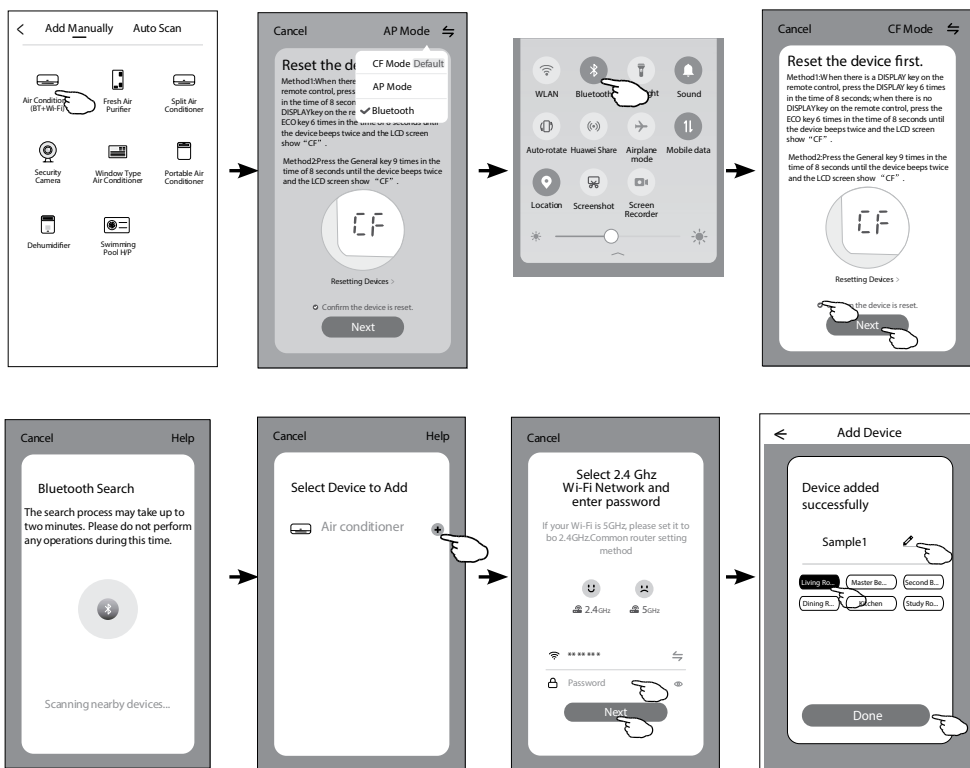 Add Manually Auto Scan
Air Condition
(BT+Wi-Fi)
Fresh Air
Purifier
Split Air
Conditioner
Security
Camera
Window Type
Air Conditioner
Portable Air
Conditioner
Dehumidifier
Swimming
Pool H/P
Cancel AP Mode
CF Mode Default
AP Mode
Bluetooth
Reset the de
Method1:When there
remote control, press
in the time of 8 secon
DISPLAYkey on the re
ECO key 6 times in the time of 8 seconds until
the device beeps twice and the LCD screen
show “CF” .
Method2:Press the General key 9 times in the
time of 8 seconds until the device beeps twice
and the LCD screen show “CF” .
CF
Resetting Devices >
Confirm the device is reset.
Next
WLAN Bluetooth ht Sound
Auto-rotate Huawei Share Airplane
mode
Mobile data
Location Screenshot Screen
Recorder
Cancel CF Mode
Reset the device first.
Method1:When there is a DISPLAY key on the
remote control, press the DISPLAY key 6 times
in the time of 8 seconds; when there is no
DISPLAYkey on the remote control, press the
ECO key 6 times in the time of 8 seconds until
the device beeps twice and the LCD screen
show “CF” .
Method2:Press the General key 9 times in the
time of 8 seconds until the device beeps twice
and the LCD screen show “CF” .
CF
Resetting Devices >
the device is reset.
Next
Cancel Help
Bluetooth Search
The search process may take up to
two minutes. Please do not perform
any operations during this time.
Scanning nearby devices...
Cancel Help
Select Device to Add
Air conditioner
Cancel
Select 2.4 Ghz
Wi-Fi Network and
enter password
If your Wi-Fi is 5GHz, please set it to
bo 2.4GHz.Common router setting
method
2.4GHz 5GHz
*******
Password
Next
Add Device
Device added
successfully
Sample1
Living Ro... Master Be... Second B...
Dining R... Kitchen Study Ro...
Done